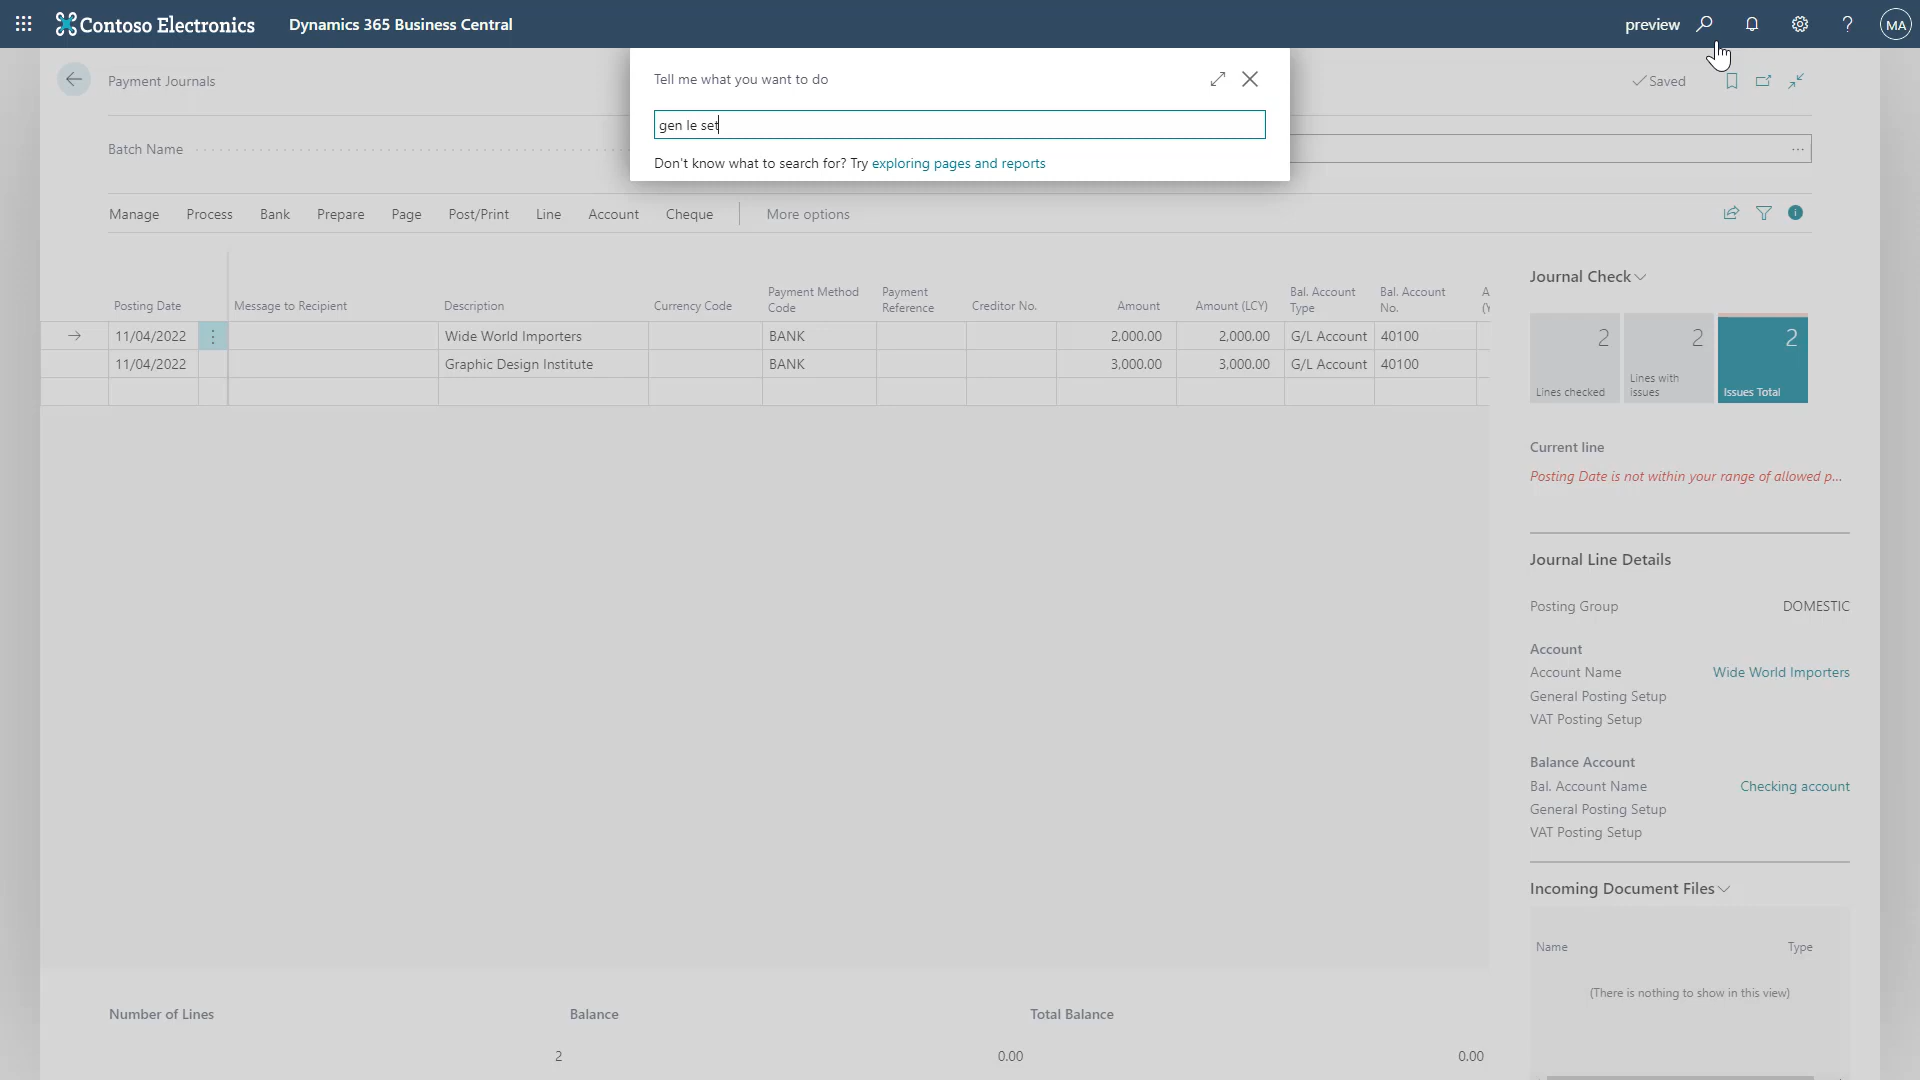 Contoso Electronics
Dynamics 365 Business Central
preview
MA
Payment Journals
Saved
Tell me what you want to do
gen le set
Don't know what to search for? Try exploring pages and reports
Batch Name
Manage Process Bank Prepare Page Post/Print Line Account Cheque More options
Posting Date Message to Recipient Description Currency Code Payment Method Code Payment Reference Creditor No. Amount Amount (LCY) Bal. Account Type Bal. Account No.
11/04/2022 Wide World Importers BANK 2,000.00 2,000.00 G/L Account 40100
11/04/2022 Graphic Design Institute BANK 3,000.00 3,000.00 G/L Account 40100
Number of Lines Balance Total Balance
2 0.00 0.00
Journal Check
2 2 2
Lines checked Lines with issues Issues Total
Current line
Posting Date is not within your range of allowed p...
Journal Line Details
Posting Group DOMESTIC
Account
Account Name Wide World Importers
General Posting Setup
VAT Posting Setup
Balance Account
Bal. Account Name Checking account
General Posting Setup
VAT Posting Setup
Incoming Document Files
Name Type
(There is nothing to show in this view)